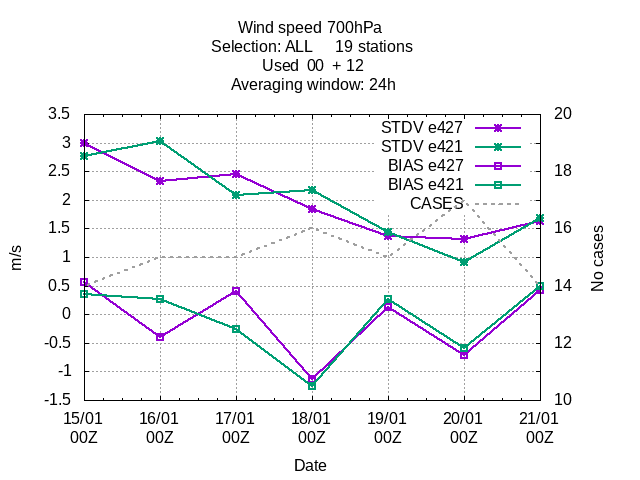 Wind speed 700hPa
Selection: ALL 19 stations
Used 00 + 12
Averaging window: 24h
3.5
3
2.5
2
1.5
1
0.5
0
-0.5
-1
-1.5
m/s
20
18
16
14
12
10
No cases
STDV e427
STDV e421
BIAS e427
BIAS e421
CASES
15/01 16/01 17/01 18/01 19/01 20/01 21/01
00Z 00Z 00Z 00Z 00Z 00Z 00Z
Date